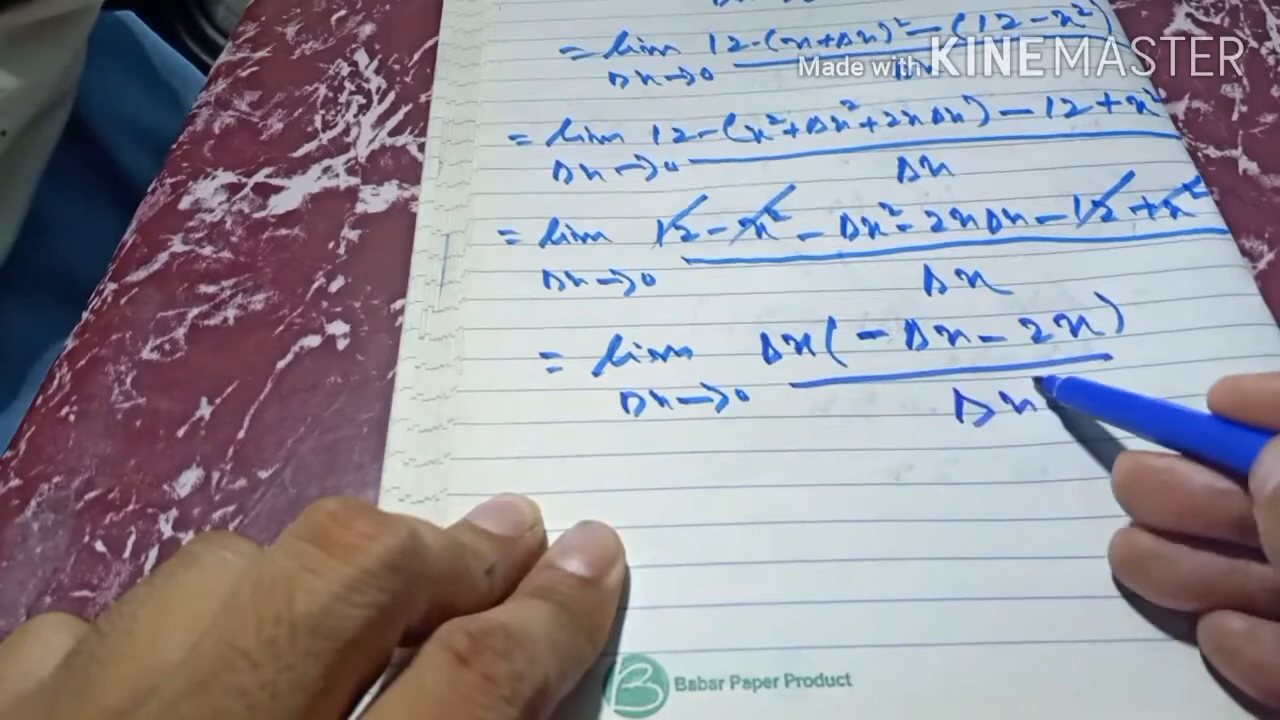 = lim 12-(x+Δx)²-(12-x²)
Δx→0
Made with KINEMASTER
= lim 12-(x²+Δx²+2xΔx)-12+x²
Δx→0 Δx
= lim 12-x²-Δx²-2xΔx-12+x²
Δx→0 Δx
= lim Δx(-Δx-2x)
Δx→0 Δx
B Babar Paper Product